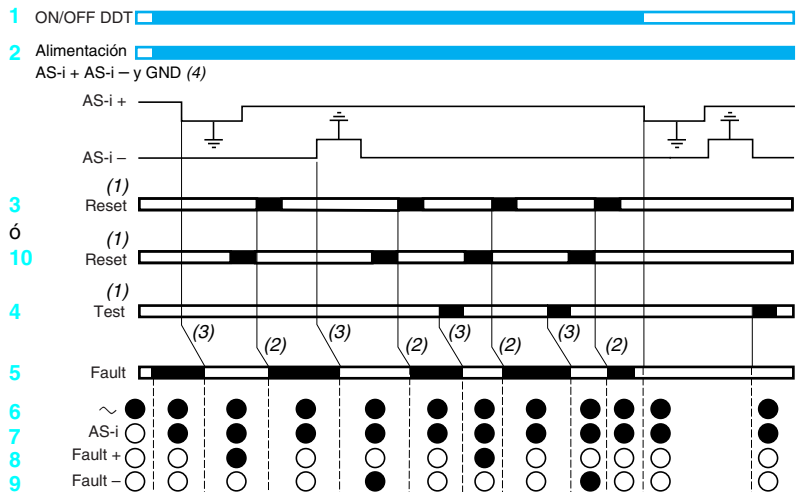 1 ON/OFF DDT
2 Alimentación
AS-i + AS-i – y GND (4)
AS-i +
AS-i –
(1)
3 Reset
ó
(1)
10 Reset
(1)
4 Test
(3) (3) (3) (3)
(2) (2) (2) (2)
5 Fault
6 ∼
7 AS-i
8 Fault +
9 Fault –